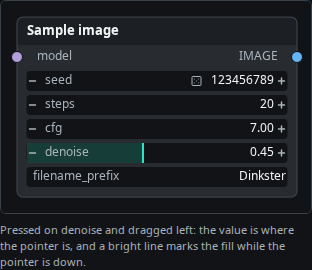 Sample image
model IMAGE
seed 123456789 +
steps 20 +
cfg 7.00 +
denoise 0.45 +
filename_prefix Dinkster
Pressed on denoise and dragged left: the value is where
the pointer is, and a bright line marks the fill while the
pointer is down.